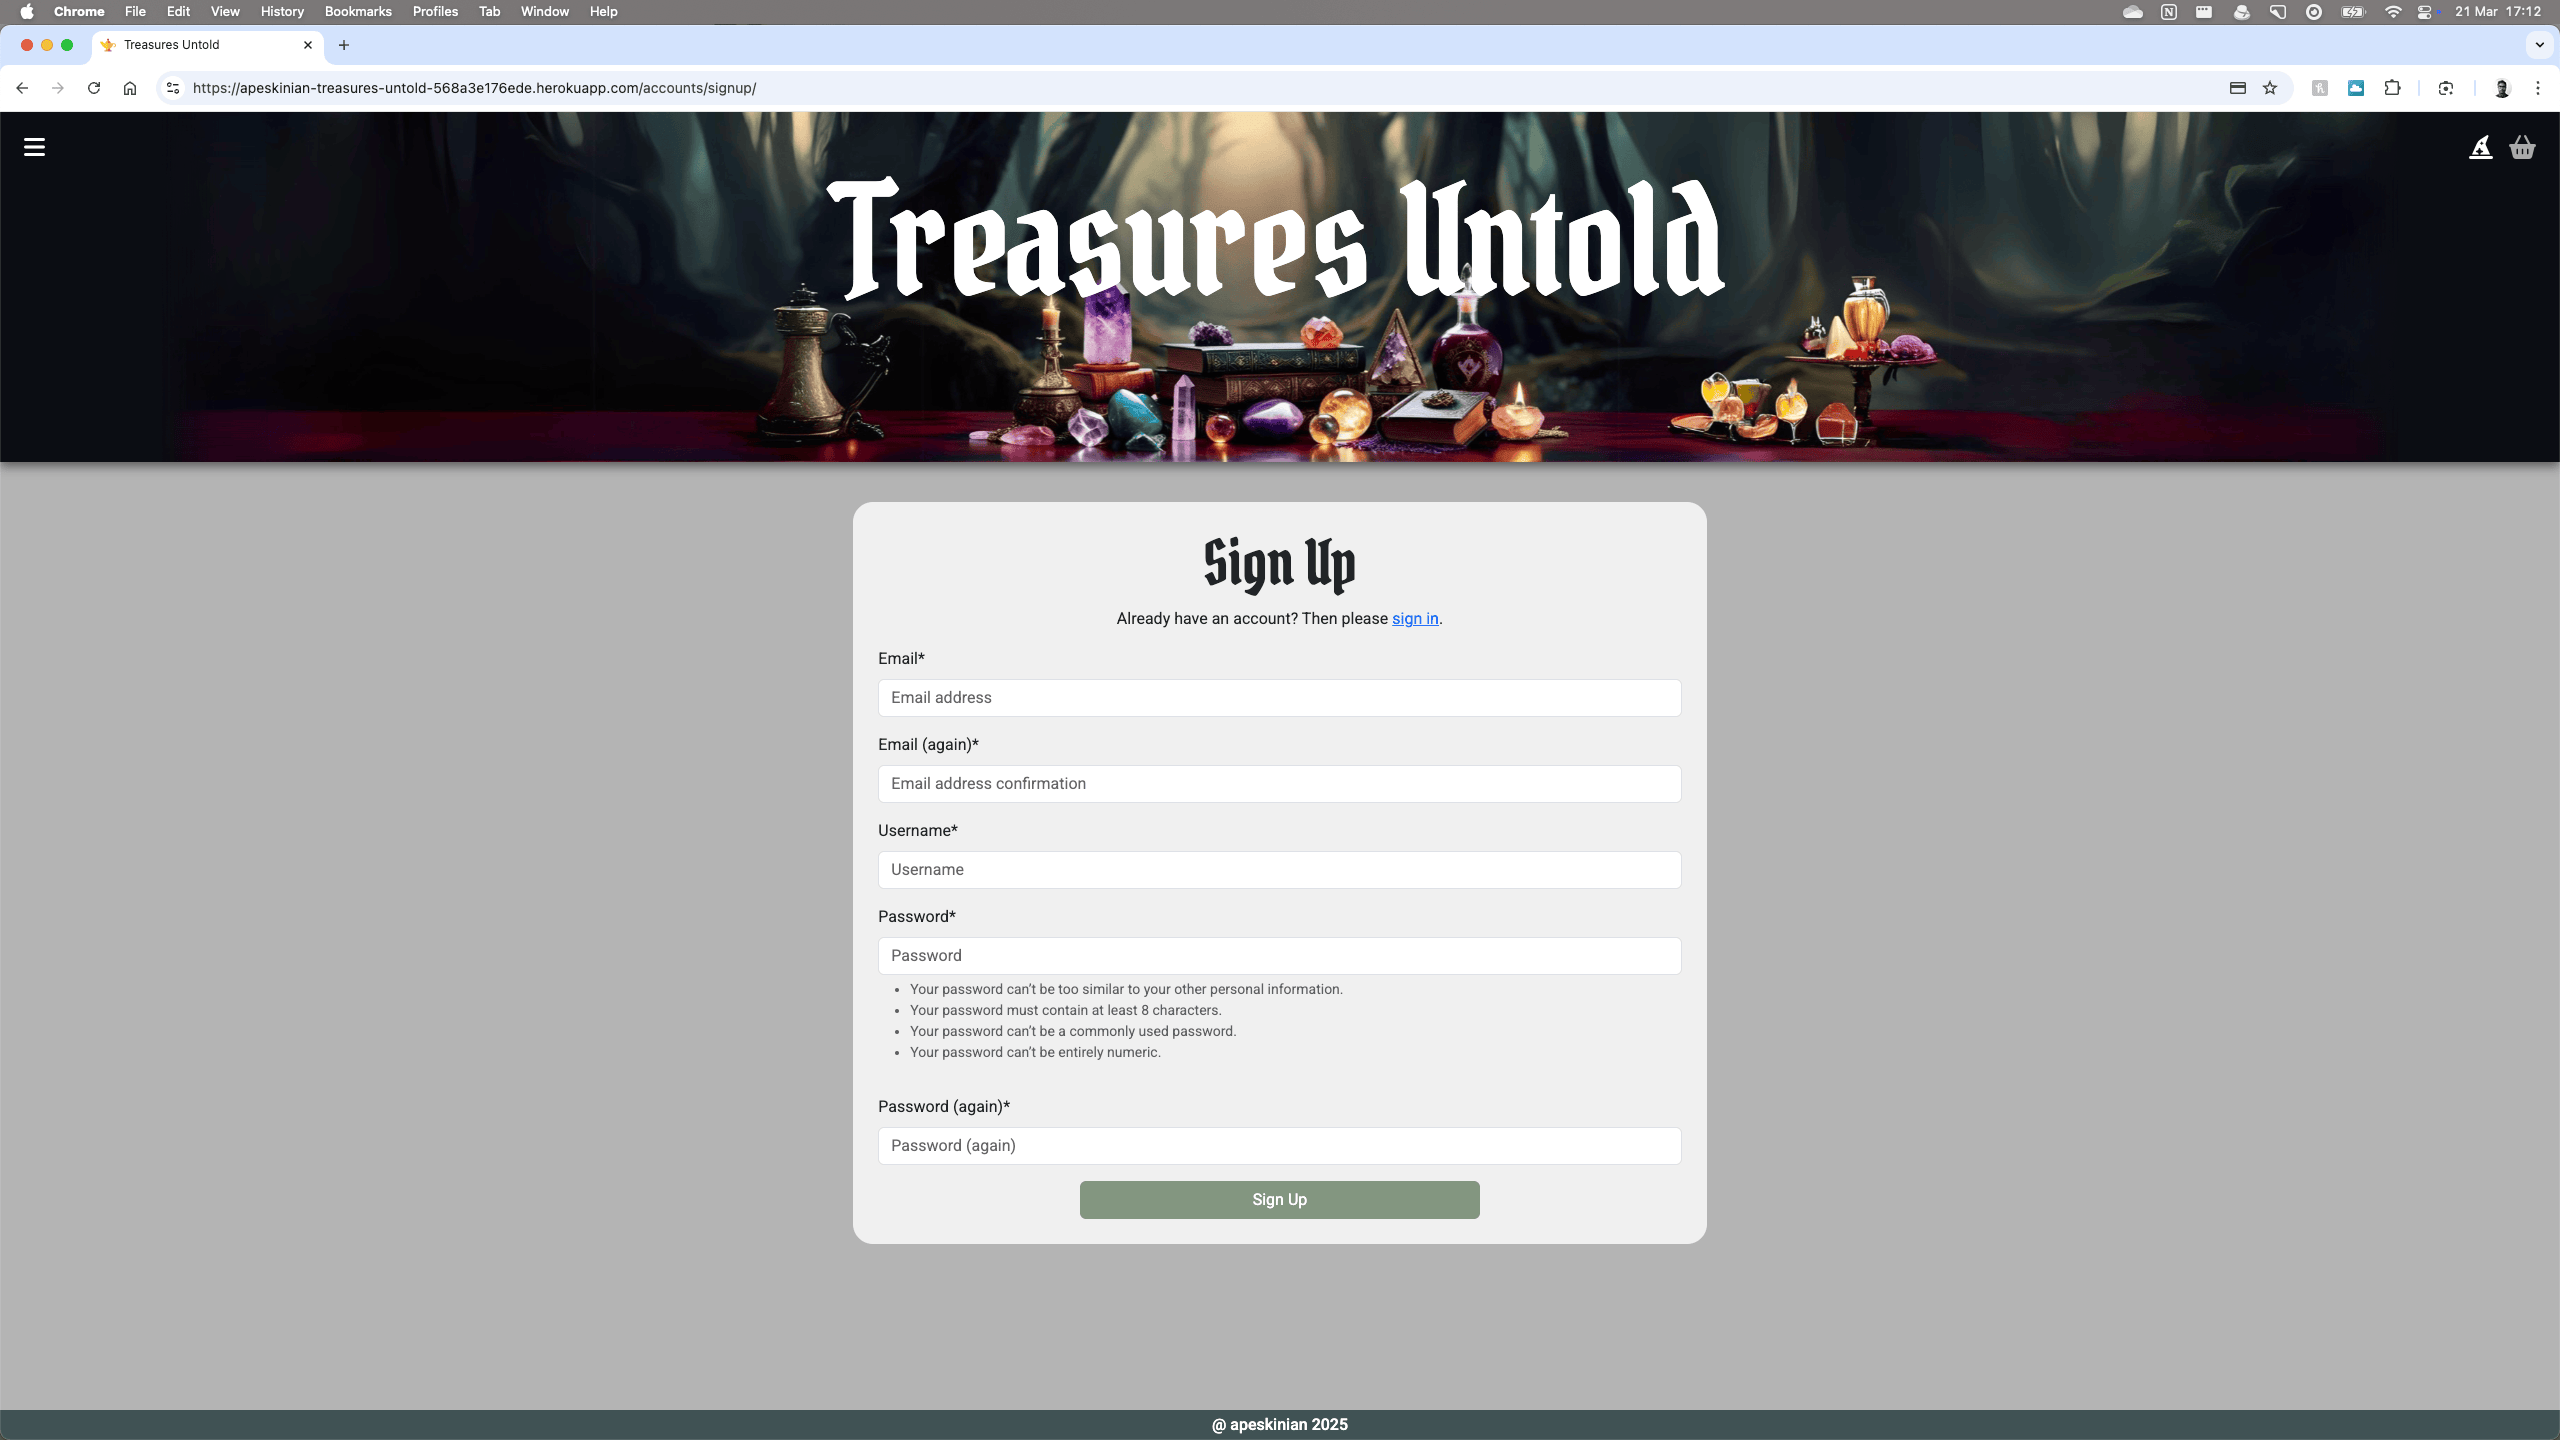 Chrome File Edit View History Bookmarks Profiles Tab Window Help 21 Mar 17:12
Treasures Untold
https://apeskinian-treasures-untold-568a3e176ede.herokuapp.com/accounts/signup/
Treasures Untold
Sign Up
Already have an account? Then please sign in.
Email*
Email address
Email (again)*
Email address confirmation
Username*
Username
Password*
Password
• Your password can’t be too similar to your other personal information.
• Your password must contain at least 8 characters.
• Your password can’t be a commonly used password.
• Your password can’t be entirely numeric.
Password (again)*
Password (again)
Sign Up
@ apeskinian 2025